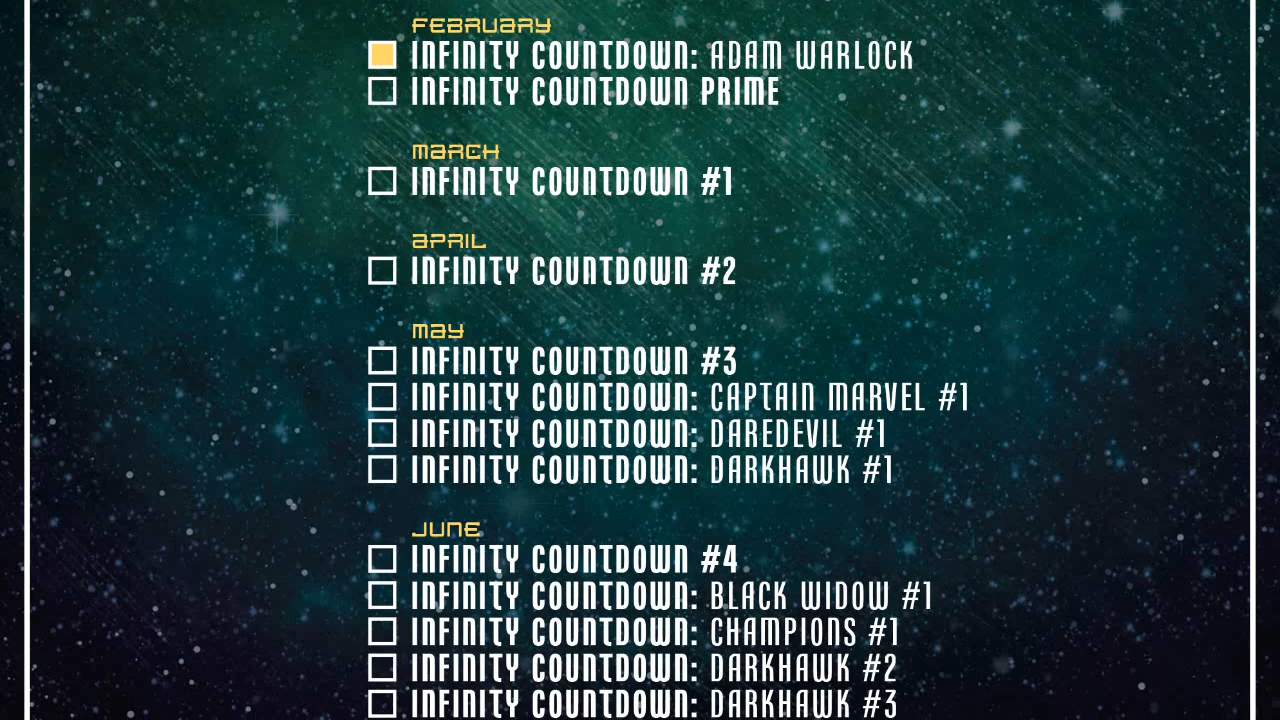 FEBRUARY
INFINITY COUNTDOWN: ADAM WARLOCK
INFINITY COUNTDOWN PRIME
MARCH
INFINITY COUNTDOWN #1
APRIL
INFINITY COUNTDOWN #2
MAY
INFINITY COUNTDOWN #3
INFINITY COUNTDOWN: CAPTAIN MARVEL #1
INFINITY COUNTDOWN: DAREDEVIL #1
INFINITY COUNTDOWN: DARKHAWK #1
JUNE
INFINITY COUNTDOWN #4
INFINITY COUNTDOWN: BLACK WIDOW #1
INFINITY COUNTDOWN: CHAMPIONS #1
INFINITY COUNTDOWN: DARKHAWK #2
INFINITY COUNTDOWN: DARKHAWK #3